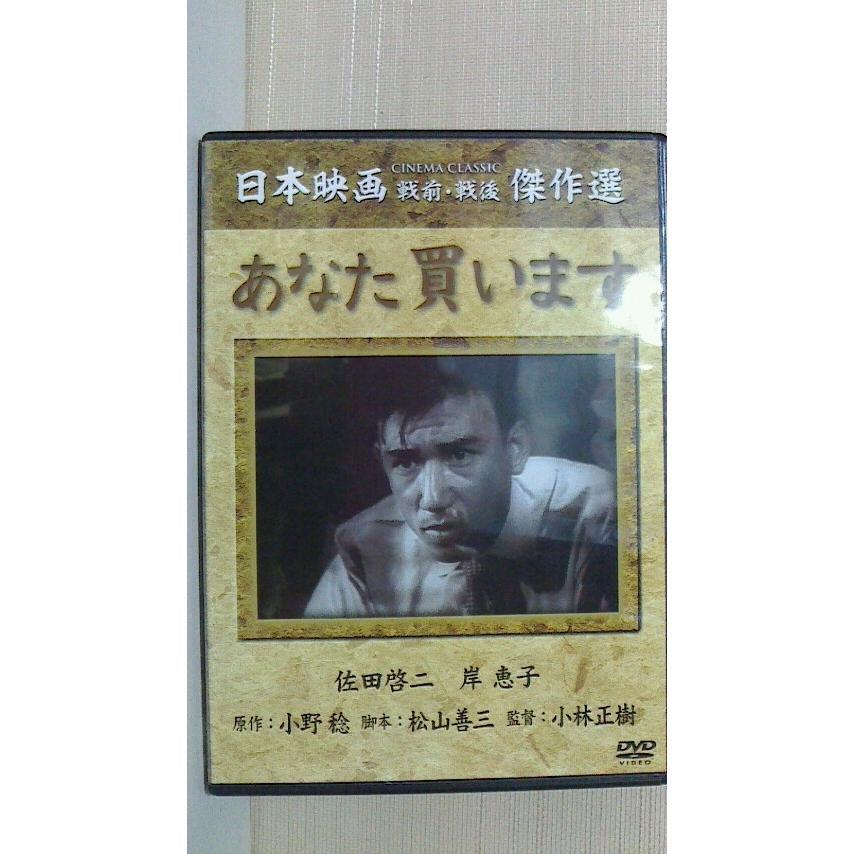 CINEMA CLASSIC
日本映画 戦前・戦後 傑作選
あなた買います
佐田啓二 岸 恵子
原作：小野 稔 脚本：松山善三 監督：小林正樹
DVD
VIDEO